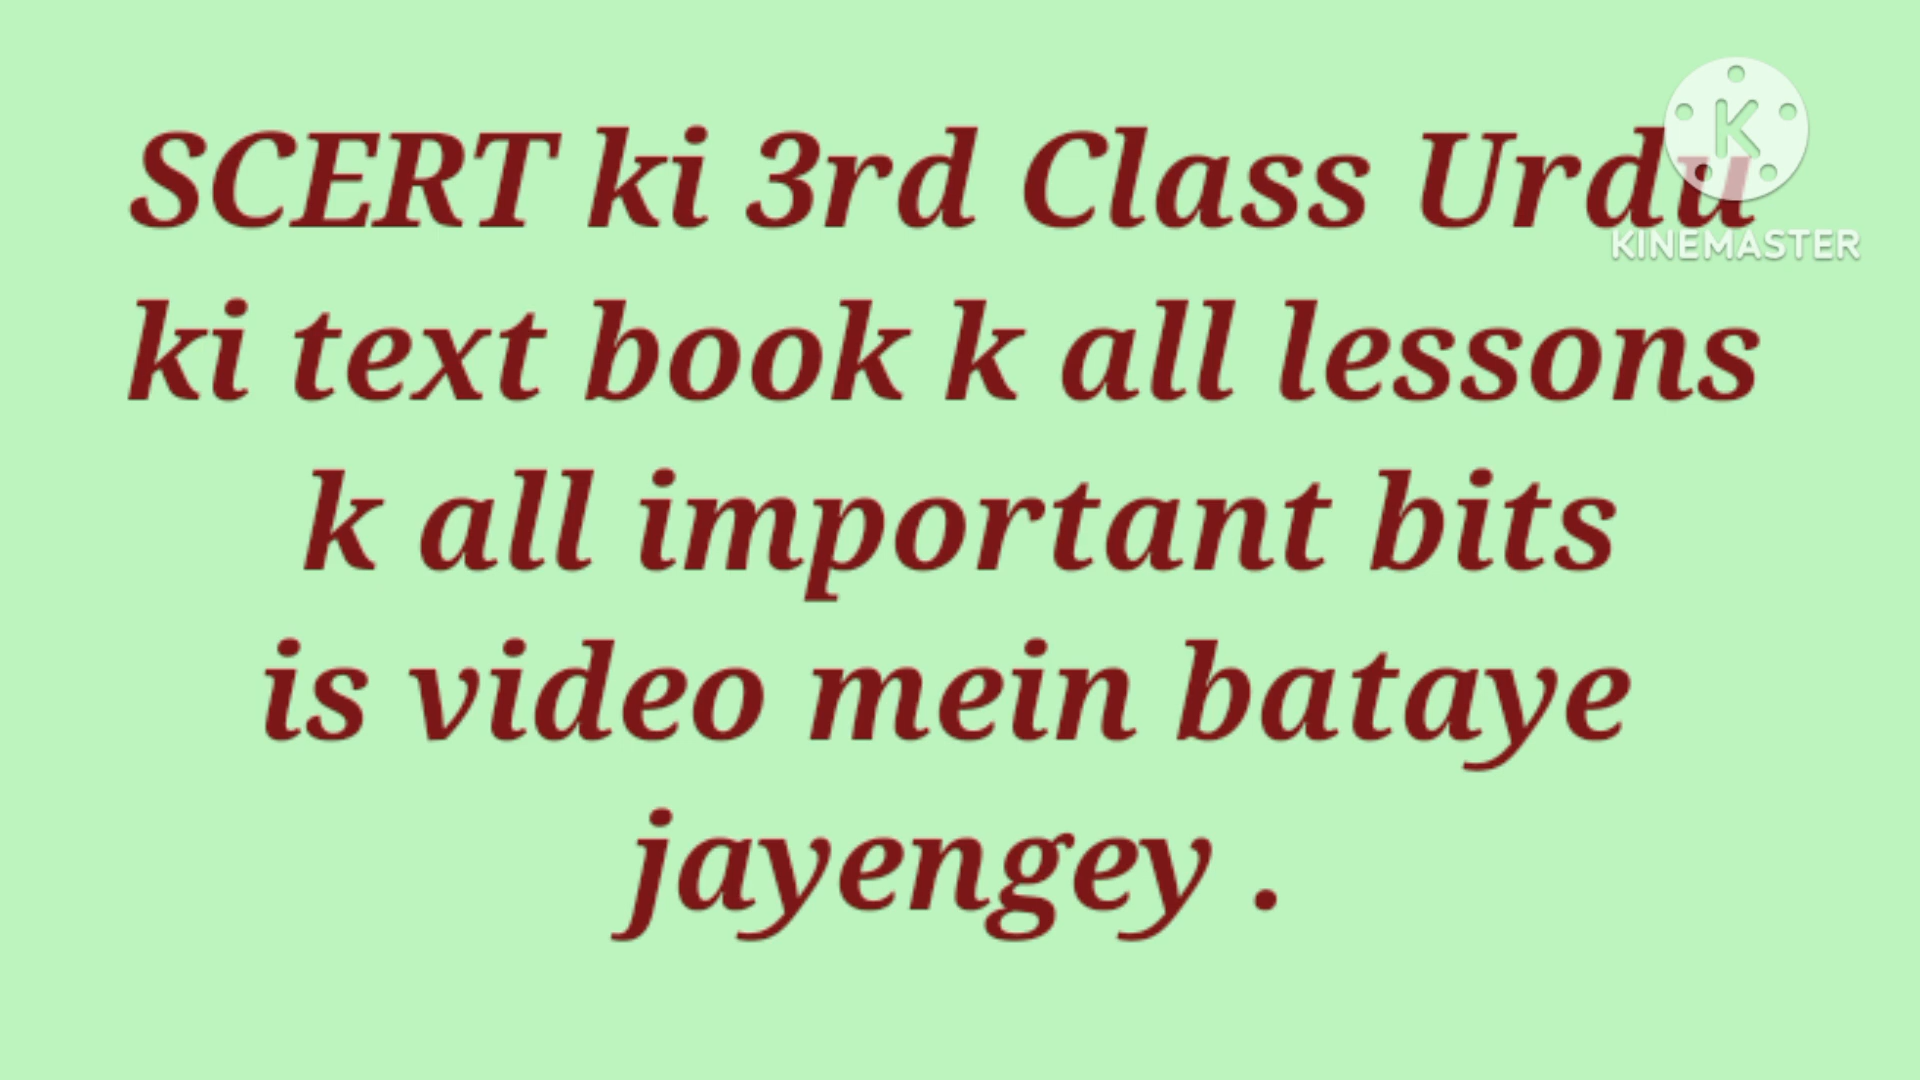 SCERT ki 3rd Class Urdu
KINEMASTER
ki text book k all lessons
k all important bits
is video mein bataye
jayengey .